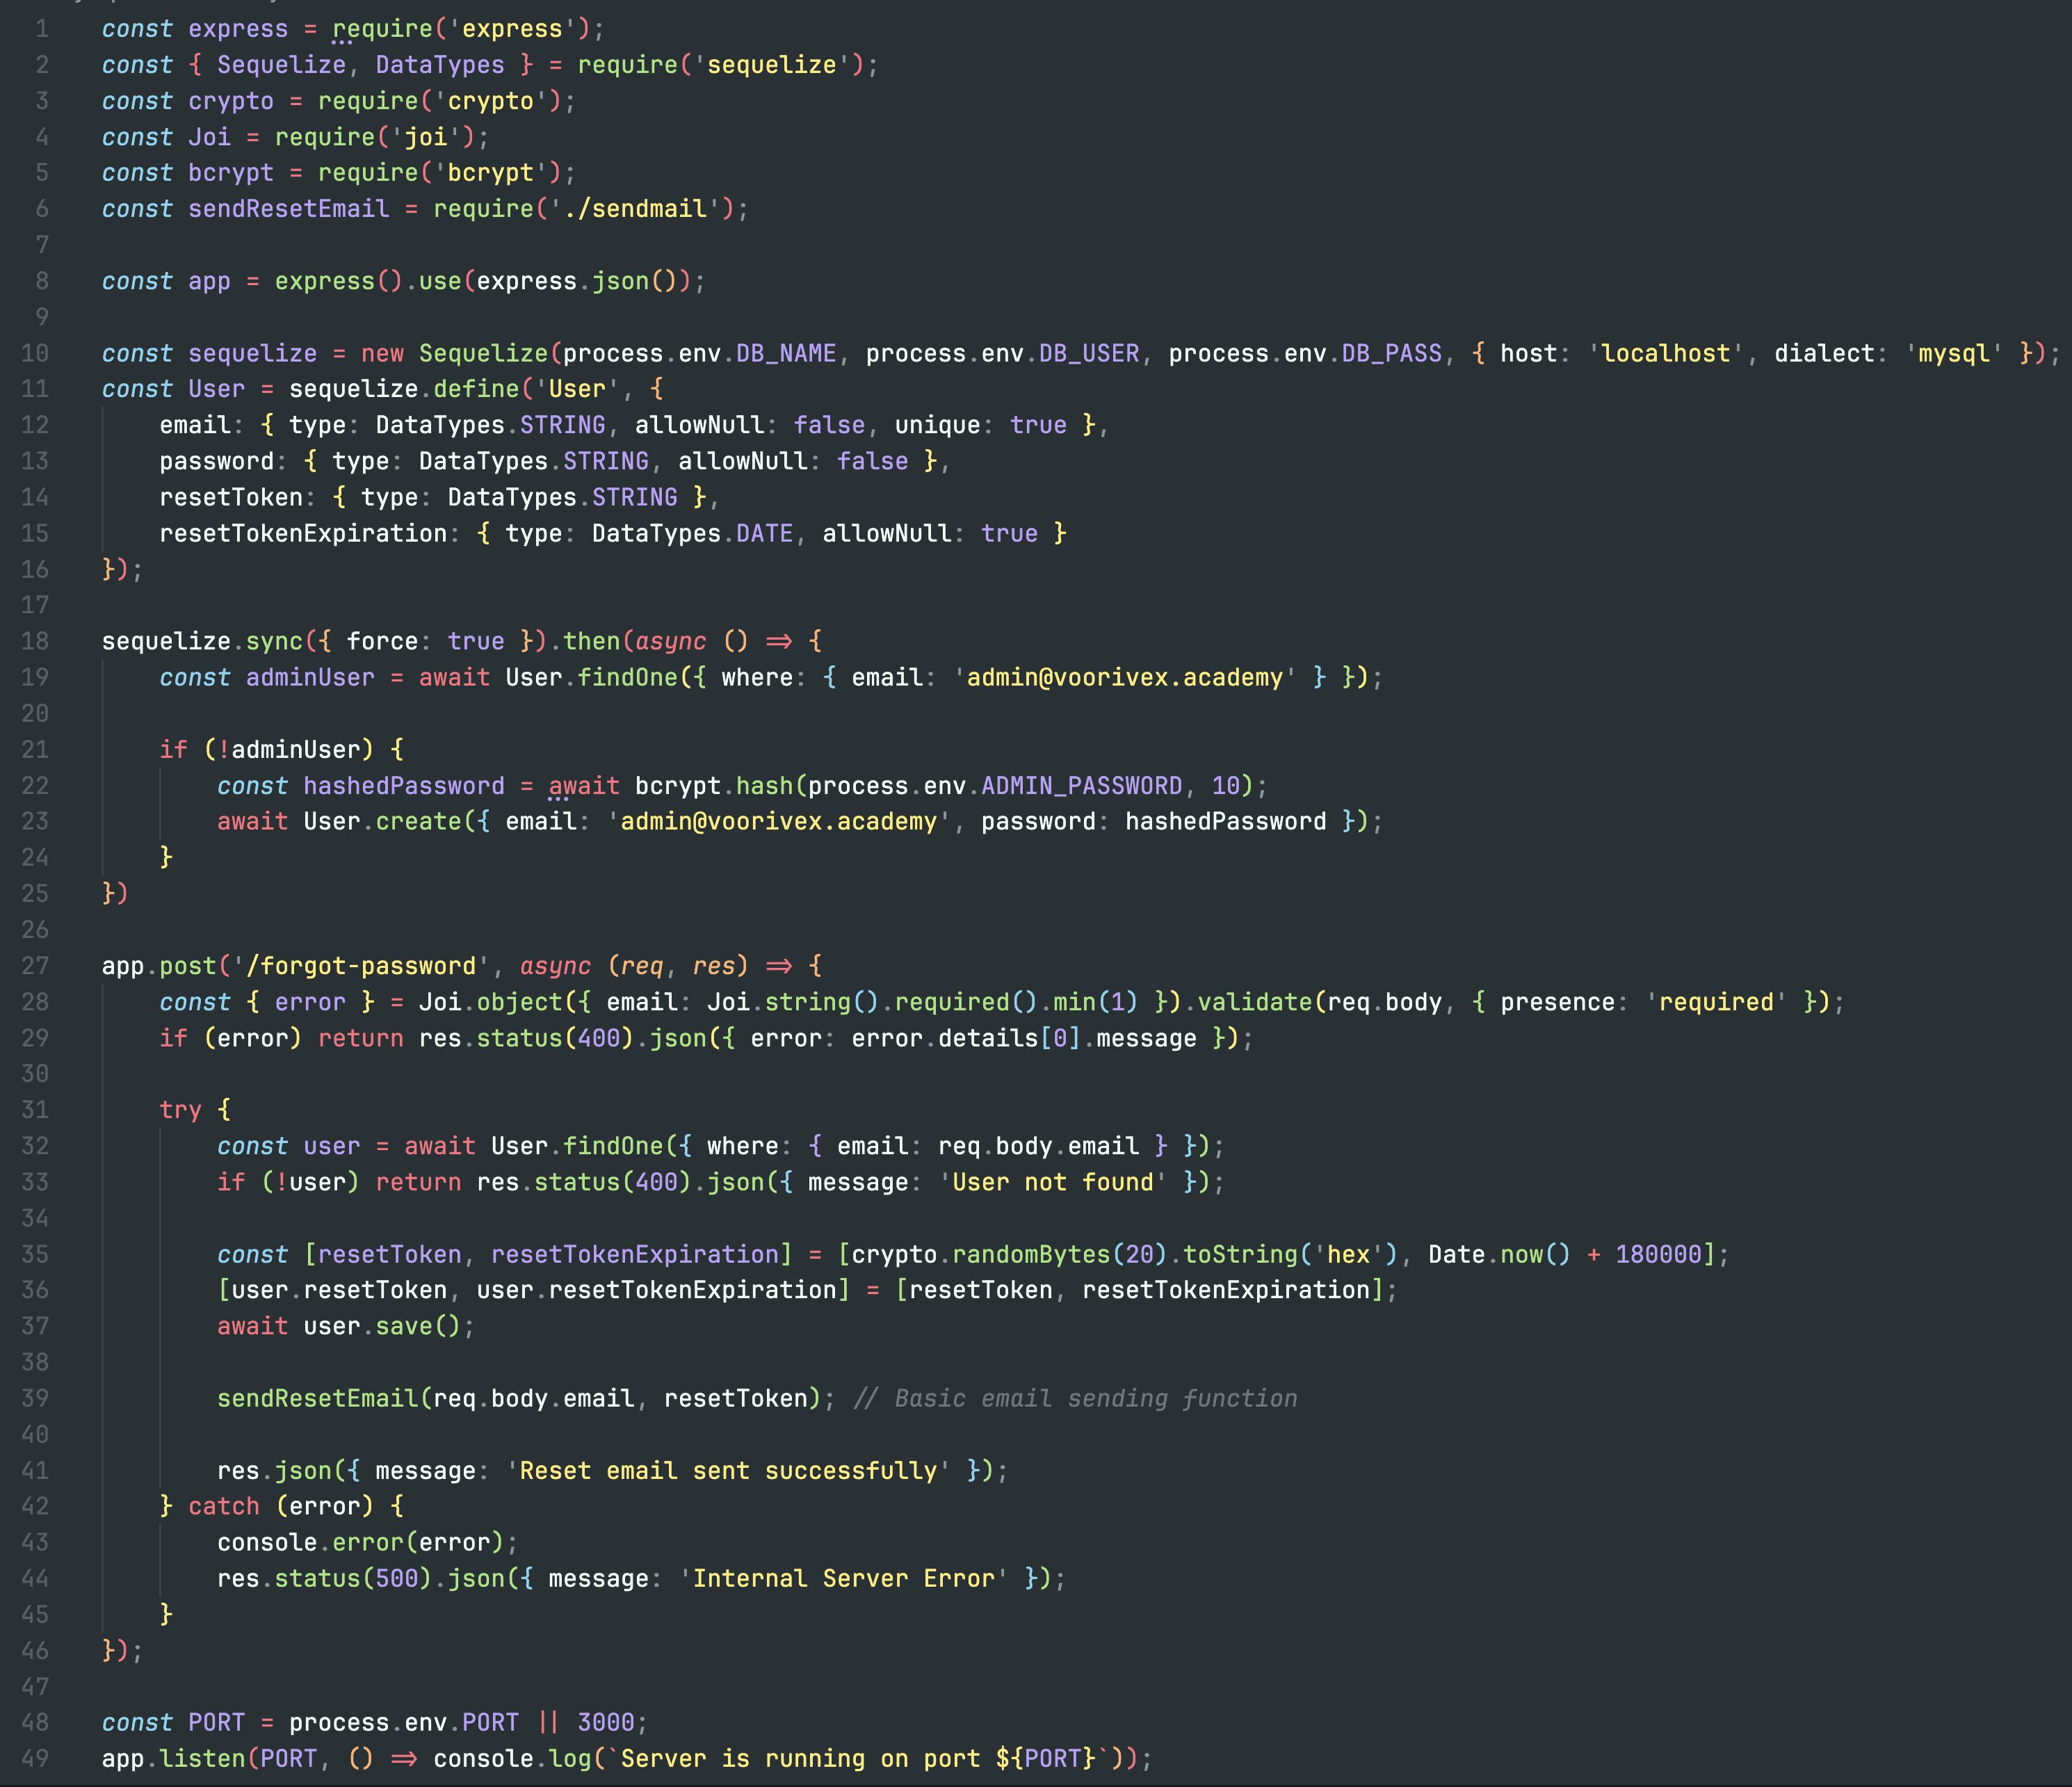 1 const express = require('express');
2 const { Sequelize, DataTypes } = require('sequelize');
3 const crypto = require('crypto');
4 const Joi = require('joi');
5 const bcrypt = require('bcrypt');
6 const sendResetEmail = require('./sendmail');
7
8 const app = express().use(express.json());
9
10 const sequelize = new Sequelize(process.env.DB_NAME, process.env.DB_USER, process.env.DB_PASS, { host: 'localhost', dialect: 'mysql' });
11 const User = sequelize.define('User', {
12     email: { type: DataTypes.STRING, allowNull: false, unique: true },
13     password: { type: DataTypes.STRING, allowNull: false },
14     resetToken: { type: DataTypes.STRING },
15     resetTokenExpiration: { type: DataTypes.DATE, allowNull: true }
16 });
17
18 sequelize.sync({ force: true }).then(async () => {
19     const adminUser = await User.findOne({ where: { email: 'admin@voorivex.academy' } });
20
21     if (!adminUser) {
22         const hashedPassword = await bcrypt.hash(process.env.ADMIN_PASSWORD, 10);
23         await User.create({ email: 'admin@voorivex.academy', password: hashedPassword });
24     }
25 })
26
27 app.post('/forgot-password', async (req, res) => {
28     const { error } = Joi.object({ email: Joi.string().required().min(1) }).validate(req.body, { presence: 'required' });
29     if (error) return res.status(400).json({ error: error.details[0].message });
30
31     try {
32         const user = await User.findOne({ where: { email: req.body.email } });
33         if (!user) return res.status(400).json({ message: 'User not found' });
34
35         const [resetToken, resetTokenExpiration] = [crypto.randomBytes(20).toString('hex'), Date.now() + 180000];
36         [user.resetToken, user.resetTokenExpiration] = [resetToken, resetTokenExpiration];
37         await user.save();
38
39         sendResetEmail(req.body.email, resetToken); // Basic email sending function
40
41         res.json({ message: 'Reset email sent successfully' });
42     } catch (error) {
43         console.error(error);
44         res.status(500).json({ message: 'Internal Server Error' });
45     }
46 });
47
48 const PORT = process.env.PORT || 3000;
49 app.listen(PORT, () => console.log(`Server is running on port ${PORT}`));